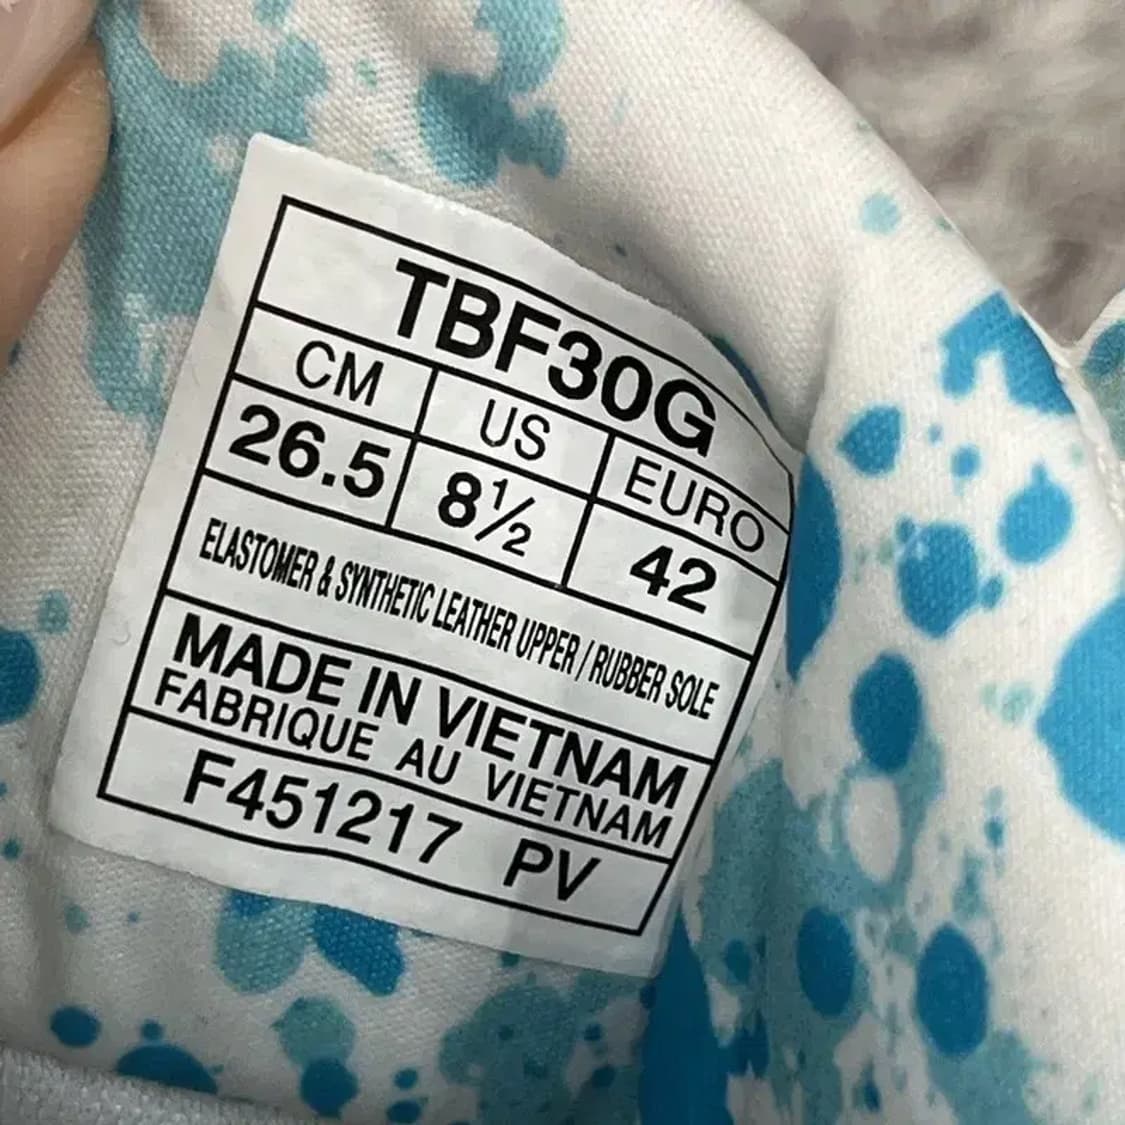 TBF30G
CM US EURO
26.5 8½ 42
ELASTOMER & SYNTHETIC LEATHER UPPER / RUBBER SOLE
MADE IN VIETNAM
FABRIQUE AU VIETNAM
F451217 PV